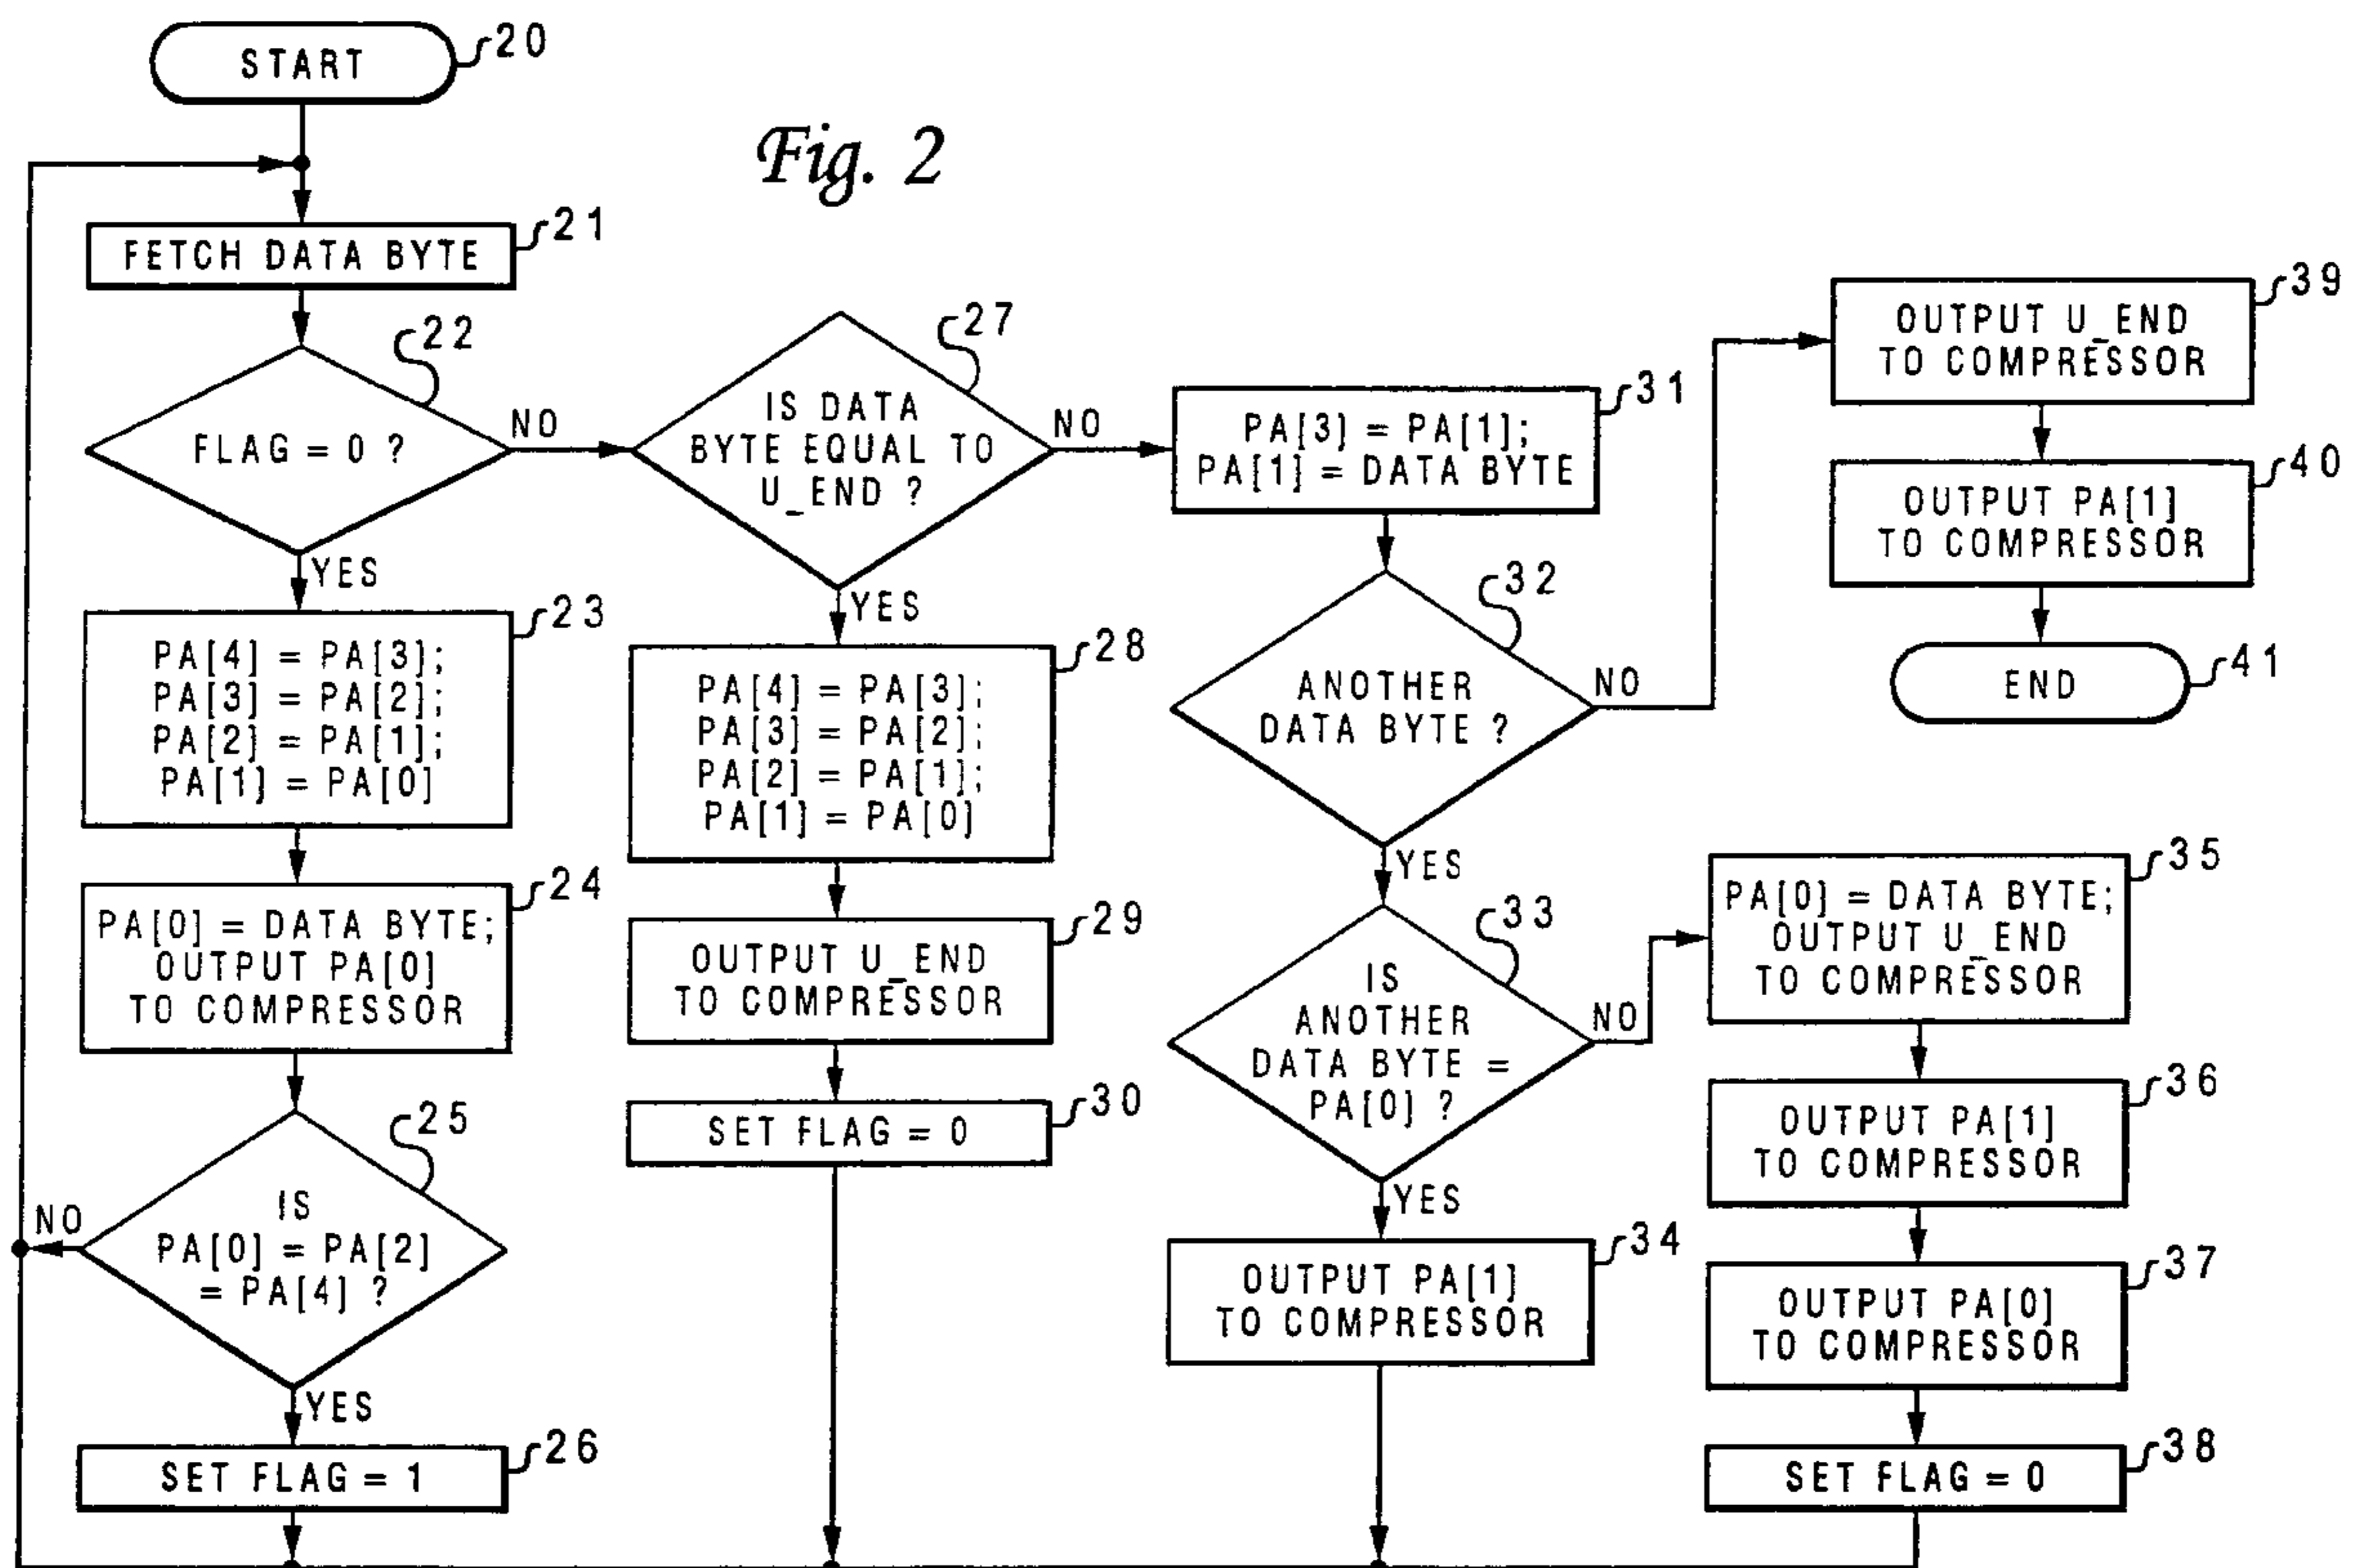 START
20
Fig. 2
FETCH DATA BYTE
21
FLAG = 0 ?
22
NO
YES
PA[4] = PA[3];
PA[3] = PA[2];
PA[2] = PA[1];
PA[1] = PA[0]
23
PA[0] = DATA BYTE;
OUTPUT PA[0]
TO COMPRESSOR
24
IS
PA[0] = PA[2]
= PA[4] ?
25
NO
YES
SET FLAG = 1
26
IS DATA
BYTE EQUAL TO
U_END ?
27
NO
YES
PA[4] = PA[3];
PA[3] = PA[2];
PA[2] = PA[1];
PA[1] = PA[0]
28
OUTPUT U_END
TO COMPRESSOR
29
SET FLAG = 0
30
PA[3] = PA[1];
PA[1] = DATA BYTE
31
ANOTHER
DATA BYTE ?
32
NO
YES
IS
ANOTHER
DATA BYTE =
PA[0] ?
33
NO
YES
OUTPUT PA[1]
TO COMPRESSOR
34
PA[0] = DATA BYTE;
OUTPUT U_END
TO COMPRESSOR
35
OUTPUT PA[1]
TO COMPRESSOR
36
OUTPUT PA[0]
TO COMPRESSOR
37
SET FLAG = 0
38
OUTPUT U_END
TO COMPRESSOR
39
OUTPUT PA[1]
TO COMPRESSOR
40
END
41